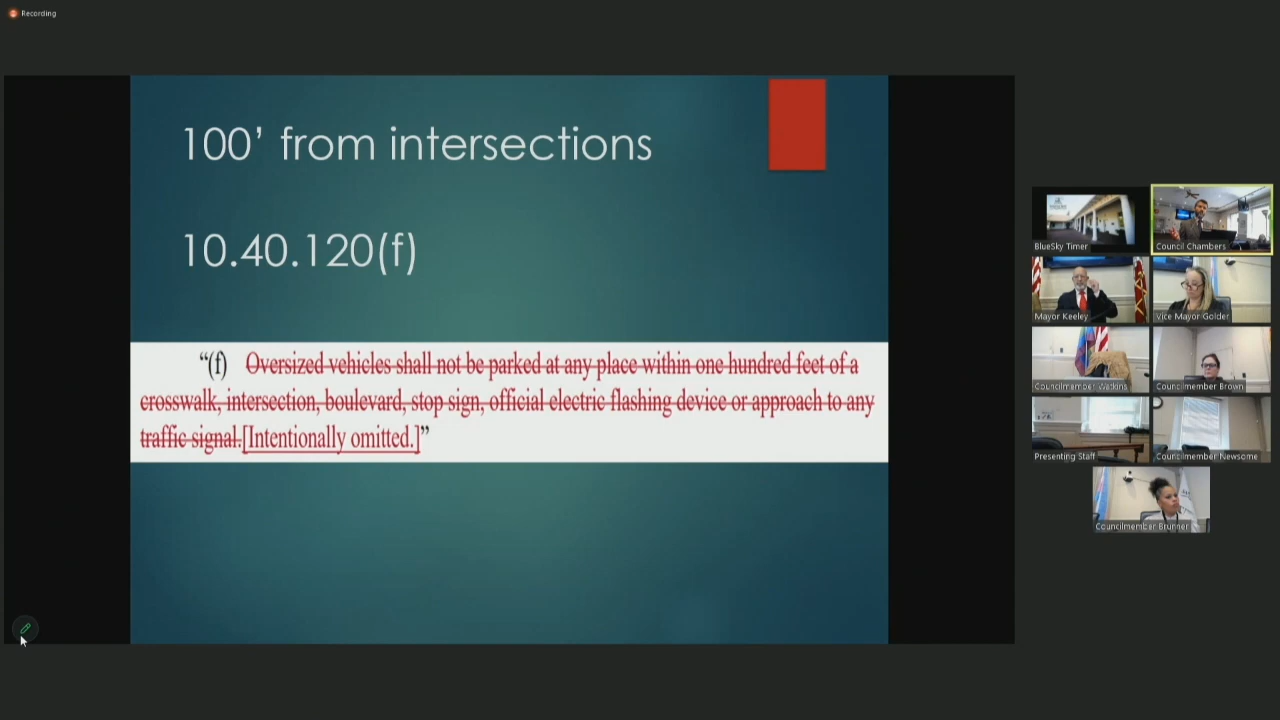 Recording
100’ from intersections
10.40.120(f)
“(f) Oversized vehicles shall not be parked at any place within one hundred feet of a
crosswalk, intersection, boulevard, stop sign, official electric flashing device or approach to any
traffic signal.[Intentionally omitted.]”
BlueSky Timer
Council Chambers
Mayor Keeley
Vice Mayor Golder
Councilmember Watkins
Councilmember Brown
Presenting Staff
Councilmember Newsome
Councilmember Brunner